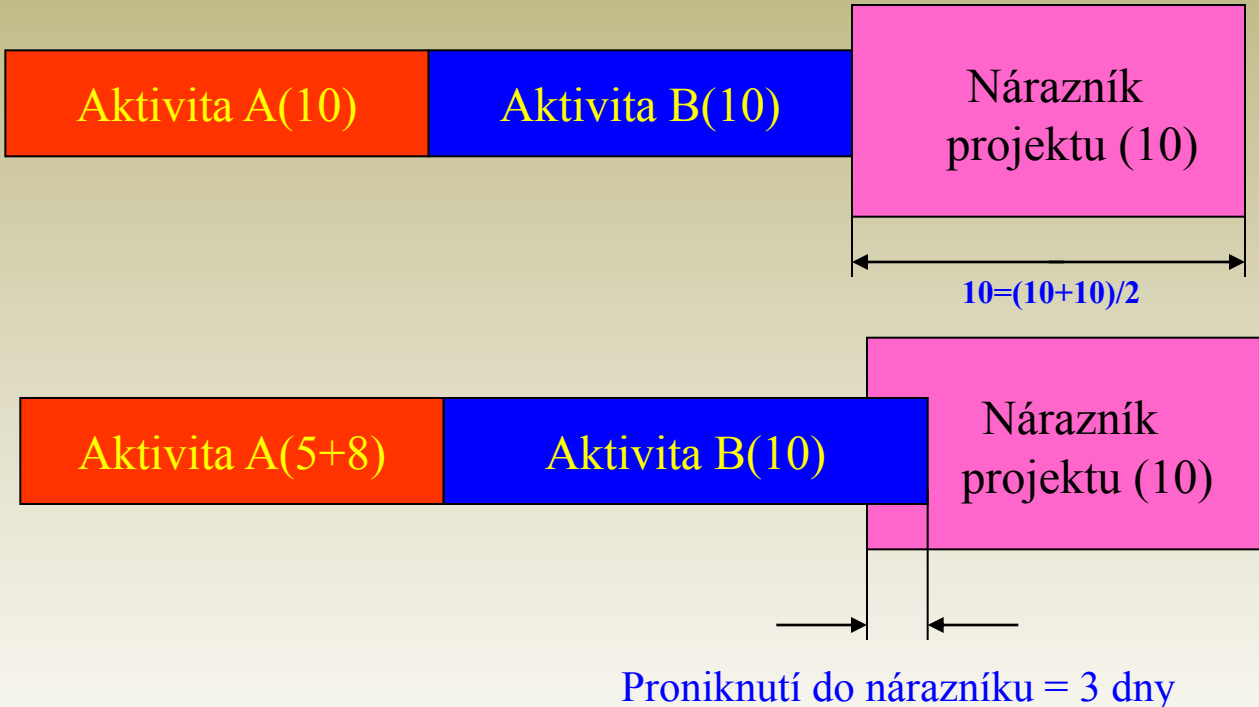 Aktivita A(10)
Aktivita B(10)
Nárazník
projektu (10)
10=(10+10)/2
Aktivita A(5+8)
Aktivita B(10)
Nárazník
projektu (10)
Proniknutí do nárazníku = 3 dny